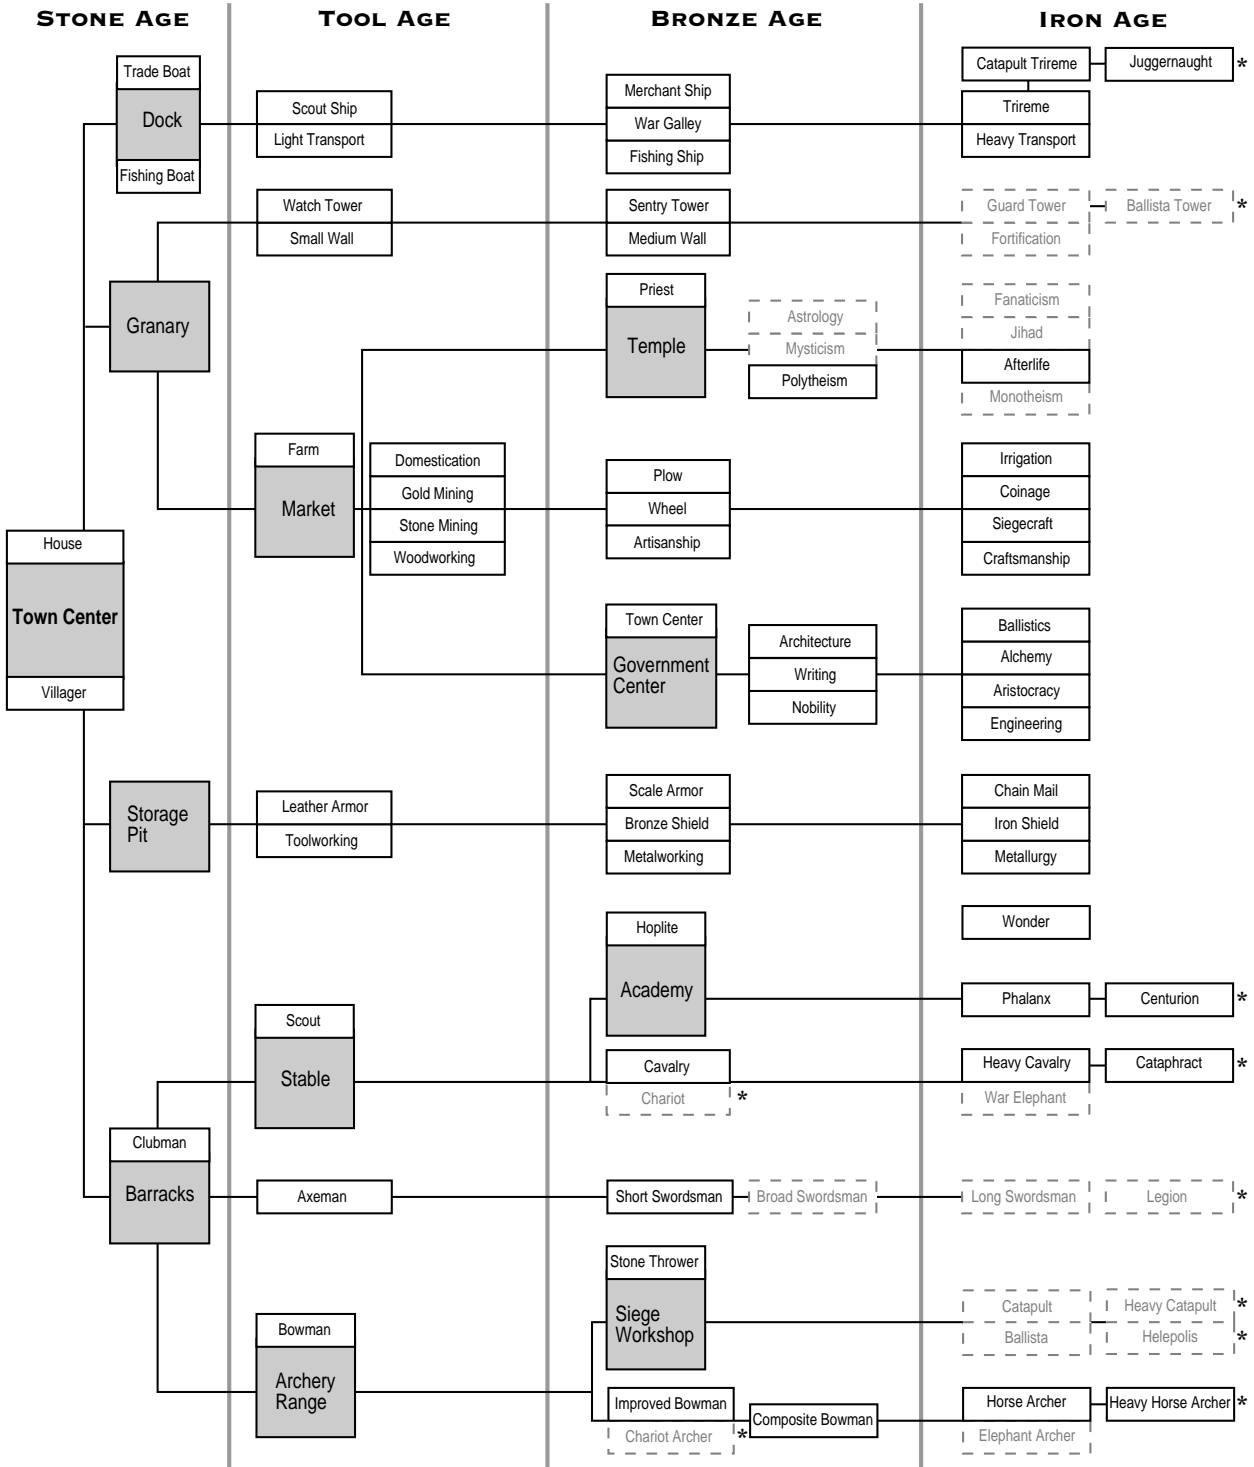 STONE AGE
TOOL AGE
BRONZE AGE
IRON AGE
Trade Boat
Dock
Fishing Boat
Scout Ship
Light Transport
Merchant Ship
War Galley
Fishing Ship
Catapult Trireme
Juggernaught *
Trireme
Heavy Transport
Watch Tower
Small Wall
Sentry Tower
Medium Wall
Guard Tower
Ballista Tower *
Fortification
Granary
Priest
Temple
Astrology
Mysticism
Polytheism
Fanaticism
Jihad
Afterlife
Monotheism
Farm
Market
Domestication
Gold Mining
Stone Mining
Woodworking
Plow
Wheel
Artisanship
Irrigation
Coinage
Siegecraft
Craftsmanship
House
Town Center
Villager
Town Center
Government
Center
Architecture
Writing
Nobility
Ballistics
Alchemy
Aristocracy
Engineering
Storage
Pit
Leather Armor
Toolworking
Scale Armor
Bronze Shield
Metalworking
Chain Mail
Iron Shield
Metallurgy
Wonder
Hoplite
Academy
Phalanx
Centurion *
Scout
Stable
Cavalry
Chariot *
Heavy Cavalry
Cataphract *
War Elephant
Clubman
Barracks
Axeman
Short Swordsman
Broad Swordsman
Long Swordsman
Legion *
Stone Thrower
Siege
Workshop
Catapult
Heavy Catapult *
Ballista
Helepolis *
Bowman
Archery
Range
Improved Bowman
Chariot Archer *
Composite Bowman
Horse Archer
Heavy Horse Archer *
Elephant Archer